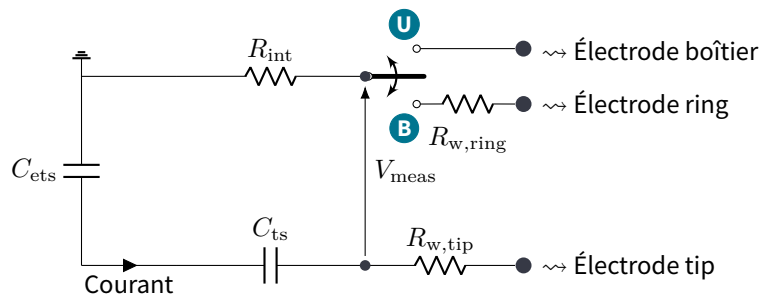 U
⇝ Électrode boîtier
R_int
⇝ Électrode ring
B
R_w,ring
C_ets
V_meas
C_ts
R_w,tip
⇝ Électrode tip
Courant